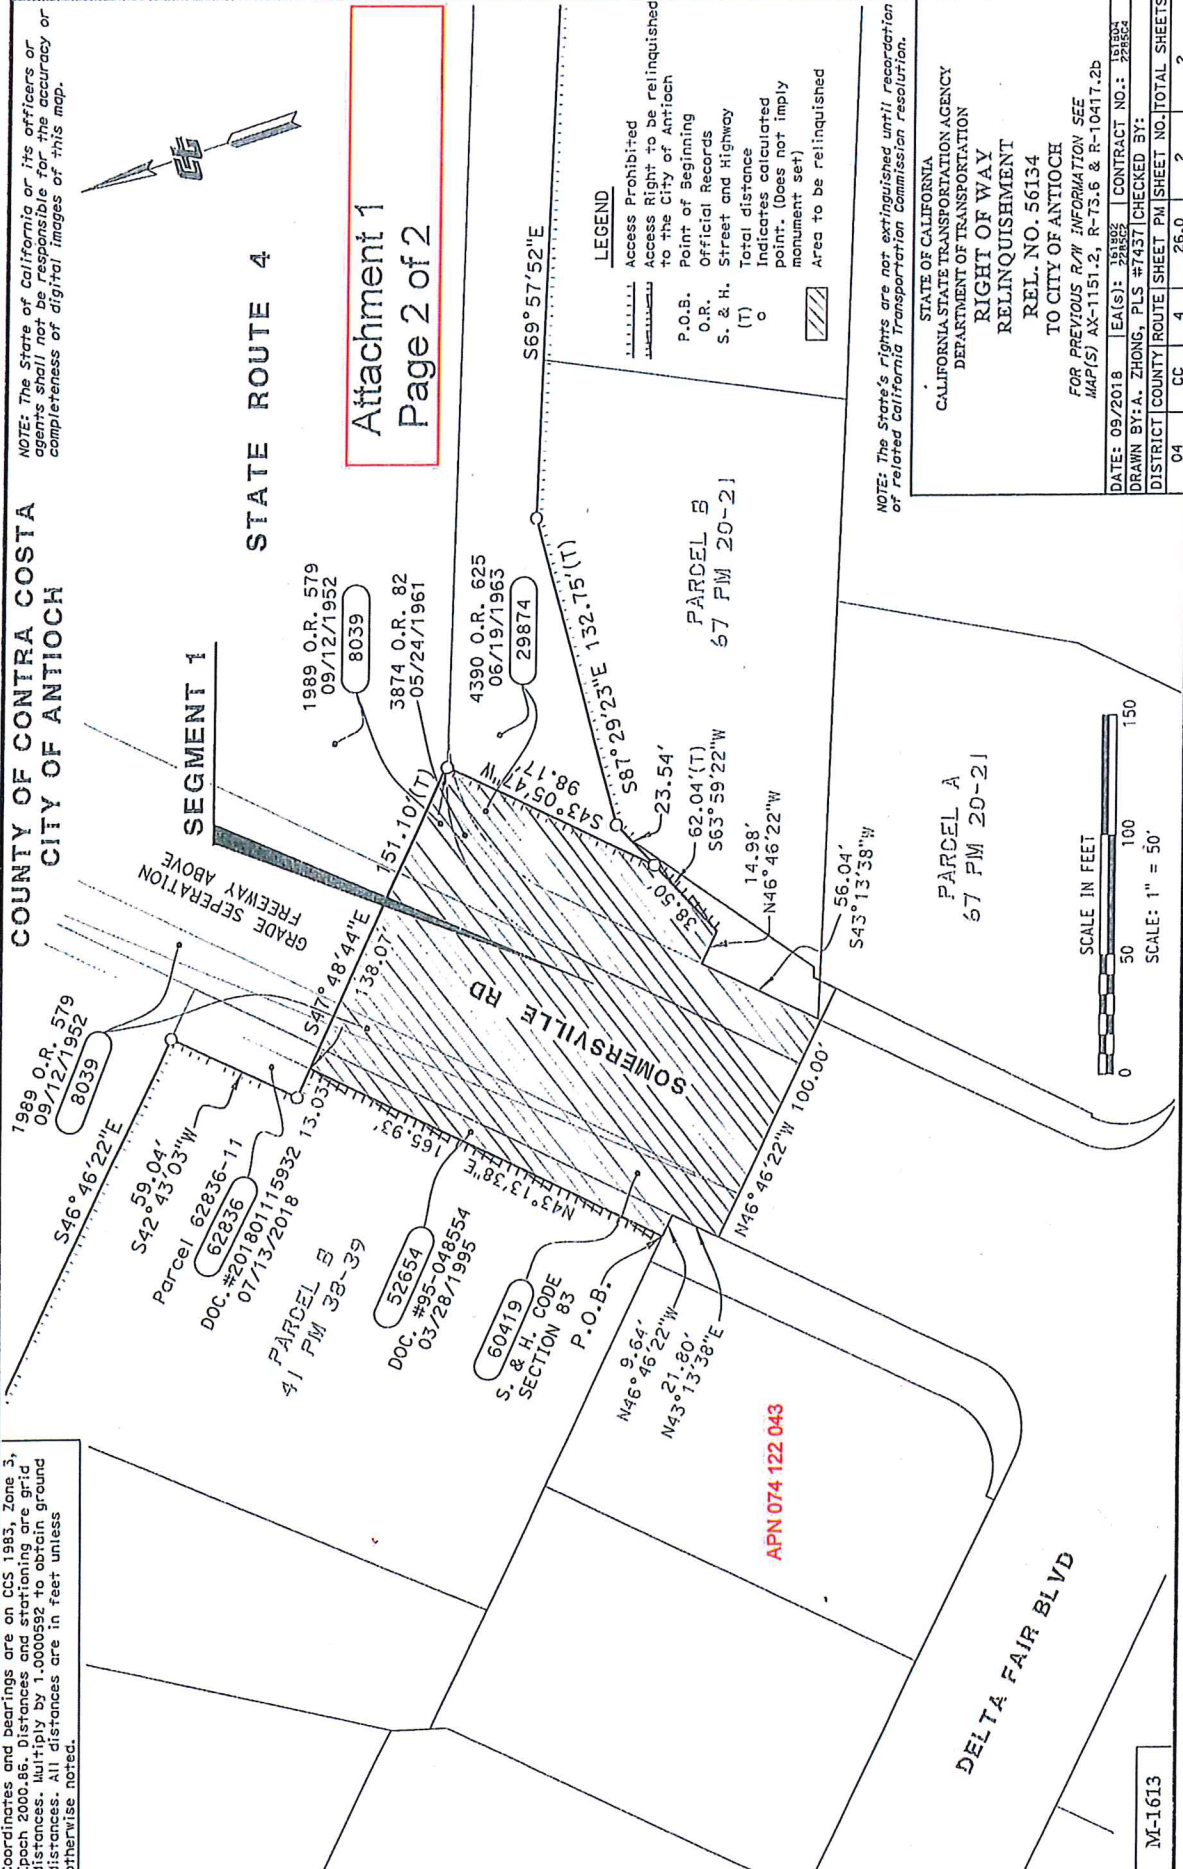 Coordinates and bearings are on CCS 1983, Zone 3,
Epoch 2000.86. Distances and stationing are grid
distances. Multiply by 1.0000592 to obtain ground
distances. All distances are in feet unless
otherwise noted.
COUNTY OF CONTRA COSTA
CITY OF ANTIOCH
NOTE: The State of California or its officers or
agents shall not be responsible for the accuracy or
completeness of digital images of this map.
STATE ROUTE 4
Attachment 1
Page 2 of 2
SEGMENT 1
GRADE SEPERATION
FREEWAY ABOVE
1989 O.R. 579
09/12/1952
8039
S46°46'22"E
59.04'
S42°43'03"W
Parcel 62836-11
62836
DOC.#20180115932
07/13/2018
13.03'
PARCEL B
41 PM 38-39
52654
DOC. #95-048554
03/28/1995
60419
S. & H. CODE
SECTION 83
P.O.B.
9.64'
N46°46'22"W
21.80'
N43°13'38"E
165.93'
N43°13'38"E
S47°48'44"E
138.07'
151.10'(T)
1989 O.R. 579
09/12/1952
8039
3874 O.R. 82
05/24/1961
4390 O.R. 625
06/19/1963
29874
S43°05'47"W
98.17'
S87°29'23"E 132.75'(T)
S69°57'52"E
23.54'
62.04'(T)
S63°59'22"W
38.50'
14.98'
N46°46'22"W
56.04'
S43°13'38"W
N46°46'22"W 100.00'
SOMERSVILLE RD
PARCEL B
67 PM 20-21
PARCEL A
67 PM 20-21
APN 074 122 043
DELTA FAIR BLVD
LEGEND
Access Prohibited
Access Right to be relinquished
to the City of Antioch
P.O.B. Point of Beginning
O.R. Official Records
S. & H. Street and Highway
(T) Total distance
o Indicates calculated
point. (Does not imply
monument set)
Area to be relinquished
SCALE IN FEET
0 50 100 150
SCALE: 1" = 50'
NOTE: The State's rights are not extinguished until recordation
of related California Transportation Commission resolution.
STATE OF CALIFORNIA
CALIFORNIA STATE TRANSPORTATION AGENCY
DEPARTMENT OF TRANSPORTATION
RIGHT OF WAY
RELINQUISHMENT
REL. NO. 56134
TO CITY OF ANTIOCH
FOR PREVIOUS R/W INFORMATION SEE
MAP(S) AX-1151.2, R-73.6 & R-10417.2b
DATE: 09/2018 EA(s): CONTRACT NO.:
DRAWN BY: A. ZHONG, PLS #7437 CHECKED BY:
DISTRICT COUNTY ROUTE SHEET PM SHEET NO. TOTAL SHEETS
04 CC 4 26.0 2 2
M-1613